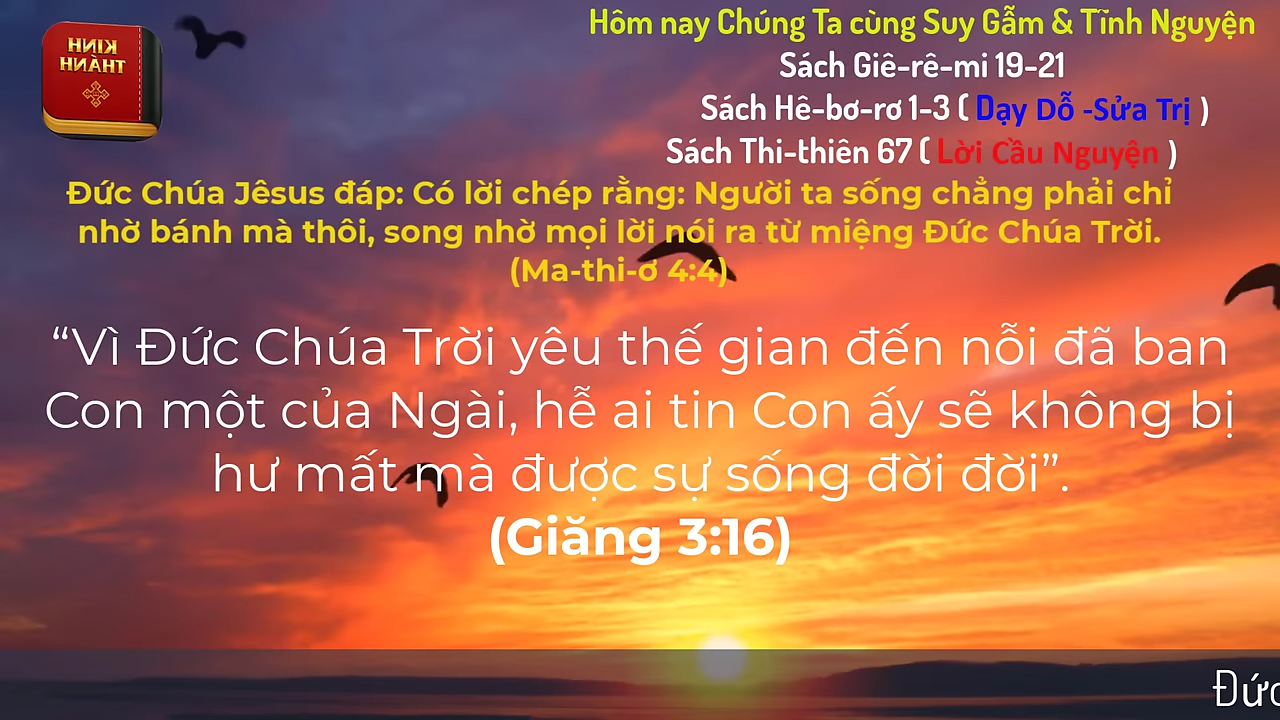 KINH
THÁNH
Hôm nay Chúng Ta cùng Suy Gẫm & Tĩnh Nguyện
Sách Giê-rê-mi 19-21
Sách Hê-bơ-rơ 1-3 ( Dạy Dỗ -Sửa Trị )
Sách Thi-thiên 67 ( Lời Cầu Nguyện )
Đức Chúa Jêsus đáp: Có lời chép rằng: Người ta sống chẳng phải chỉ
nhờ bánh mà thôi, song nhờ mọi lời nói ra từ miệng Đức Chúa Trời.
(Ma-thi-ơ 4:4)
“Vì Đức Chúa Trời yêu thế gian đến nỗi đã ban
Con một của Ngài, hễ ai tin Con ấy sẽ không bị
hư mất mà được sự sống đời đời”.
(Giăng 3:16)
Đức